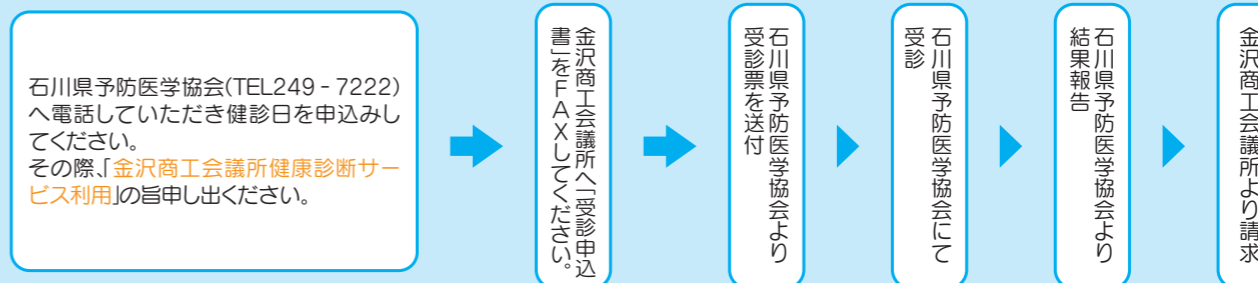 石川県予防医学協会(TEL249-7222)
へ電話していただき健診日を申込みし
てください。
その際､｢金沢商工会議所健康診断サー
ビス利用｣の旨申し出ください。
金沢商工会議所へ｢受診申込
書｣をFAXしてください。
石川県予防医学協会より
受診票を送付
石川県予防医学協会にて
受診
石川県予防医学協会より
結果報告
金沢商工会議所より請求